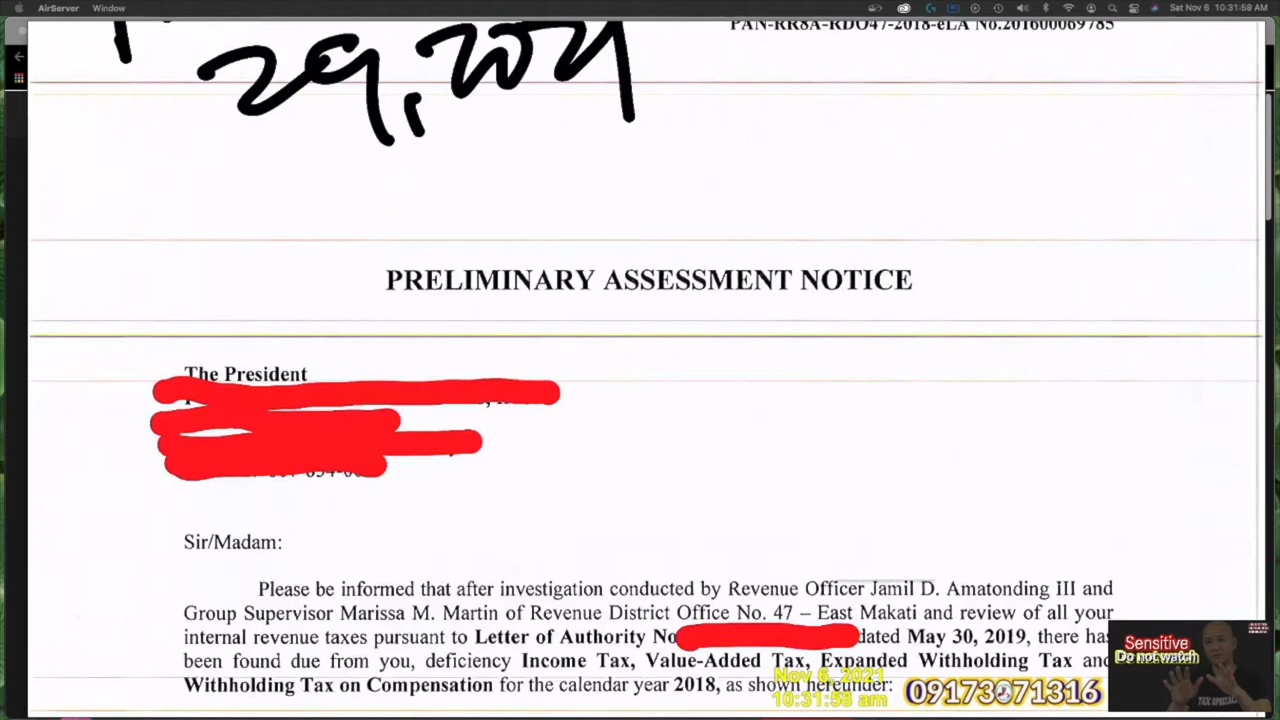 AirServer Window Sat Nov 6 10:31:59 AM
PAN-RR8A-RDO47-2018-eLA No.201600069785
29, 2021
PRELIMINARY ASSESSMENT NOTICE
The President
Sir/Madam:
Please be informed that after investigation conducted by Revenue Officer Jamil D. Amatonding III and
Group Supervisor Marissa M. Martin of Revenue District Office No. 47 – East Makati and review of all your
internal revenue taxes pursuant to Letter of Authority No dated May 30, 2019, there has
been found due from you, deficiency Income Tax, Value-Added Tax, Expanded Withholding Tax and
Withholding Tax on Compensation for the calendar year 2018, as shown hereunder:
Nov 6, 2021
10:31:59 am
09173071316
Sensitive
Do not watch
TAX SPECIAL